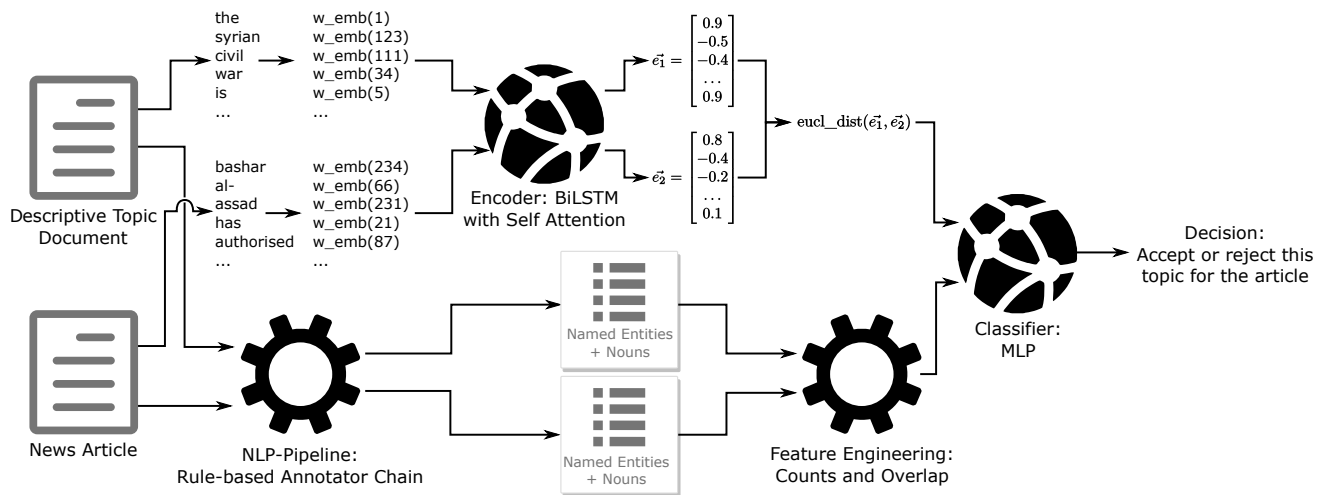 the
syrian
civil
war
is
...
w_emb(1)
w_emb(123)
w_emb(111)
w_emb(34)
w_emb(5)
...
bashar
al-
assad
has
authorised
...
w_emb(234)
w_emb(66)
w_emb(231)
w_emb(21)
w_emb(87)
...
Descriptive Topic
Document
News Article
Encoder: BiLSTM
with Self Attention
e⃗₁ =
0.9
−0.5
−0.4
...
0.9
e⃗₂ =
0.8
−0.4
−0.2
...
0.1
eucl_dist(e⃗₁, e⃗₂)
NLP-Pipeline:
Rule-based Annotator Chain
Named Entities
+ Nouns
Named Entities
+ Nouns
Feature Engineering:
Counts and Overlap
Classifier:
MLP
Decision:
Accept or reject this
topic for the article